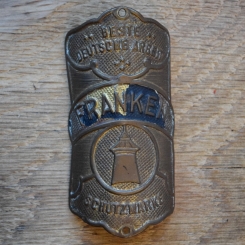 BESTE
DEUTSCHE ARBEIT
FRANKEN
SCHUTZMARKE